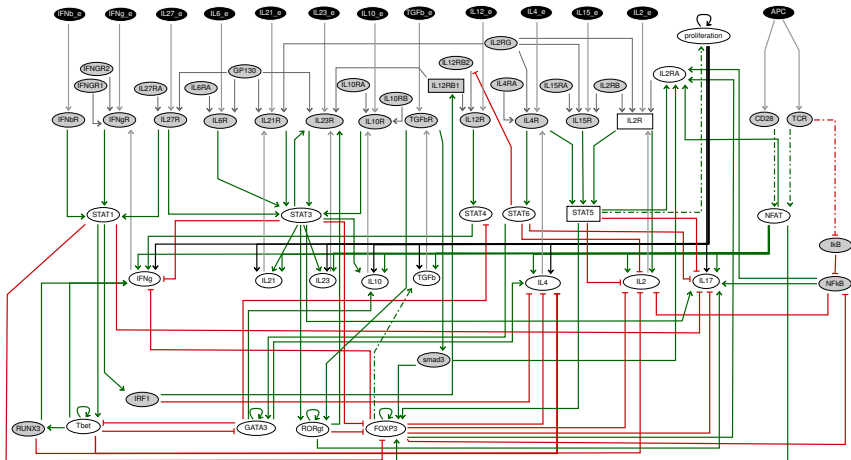 IFNb_e IFNg_e IL27_e IL6_e IL21_e IL23_e IL10_e TGFb_e IL12_e IL4_e IL15_e IL2_e APC
proliferation
IL2RG
IFNGR2 GP130 IL12RB2 IL2RA
IFNGR1 IL27RA IL6RA IL10RA IL12RB1 IL4RA IL15RA IL2RB
IL10RB
IFNbR IFNgR IL27R IL6R IL21R IL23R IL10R TGFbR IL12R IL4R IL15R IL2R CD28 TCR
STAT1 STAT3 STAT4 STAT6 STAT5 NFAT
IkB
IFNg IL21 IL23 IL10 TGFb IL4 IL2 IL17 NFkB
smad3
IRF1
RUNX3 Tbet GATA3 RORgt FOXP3